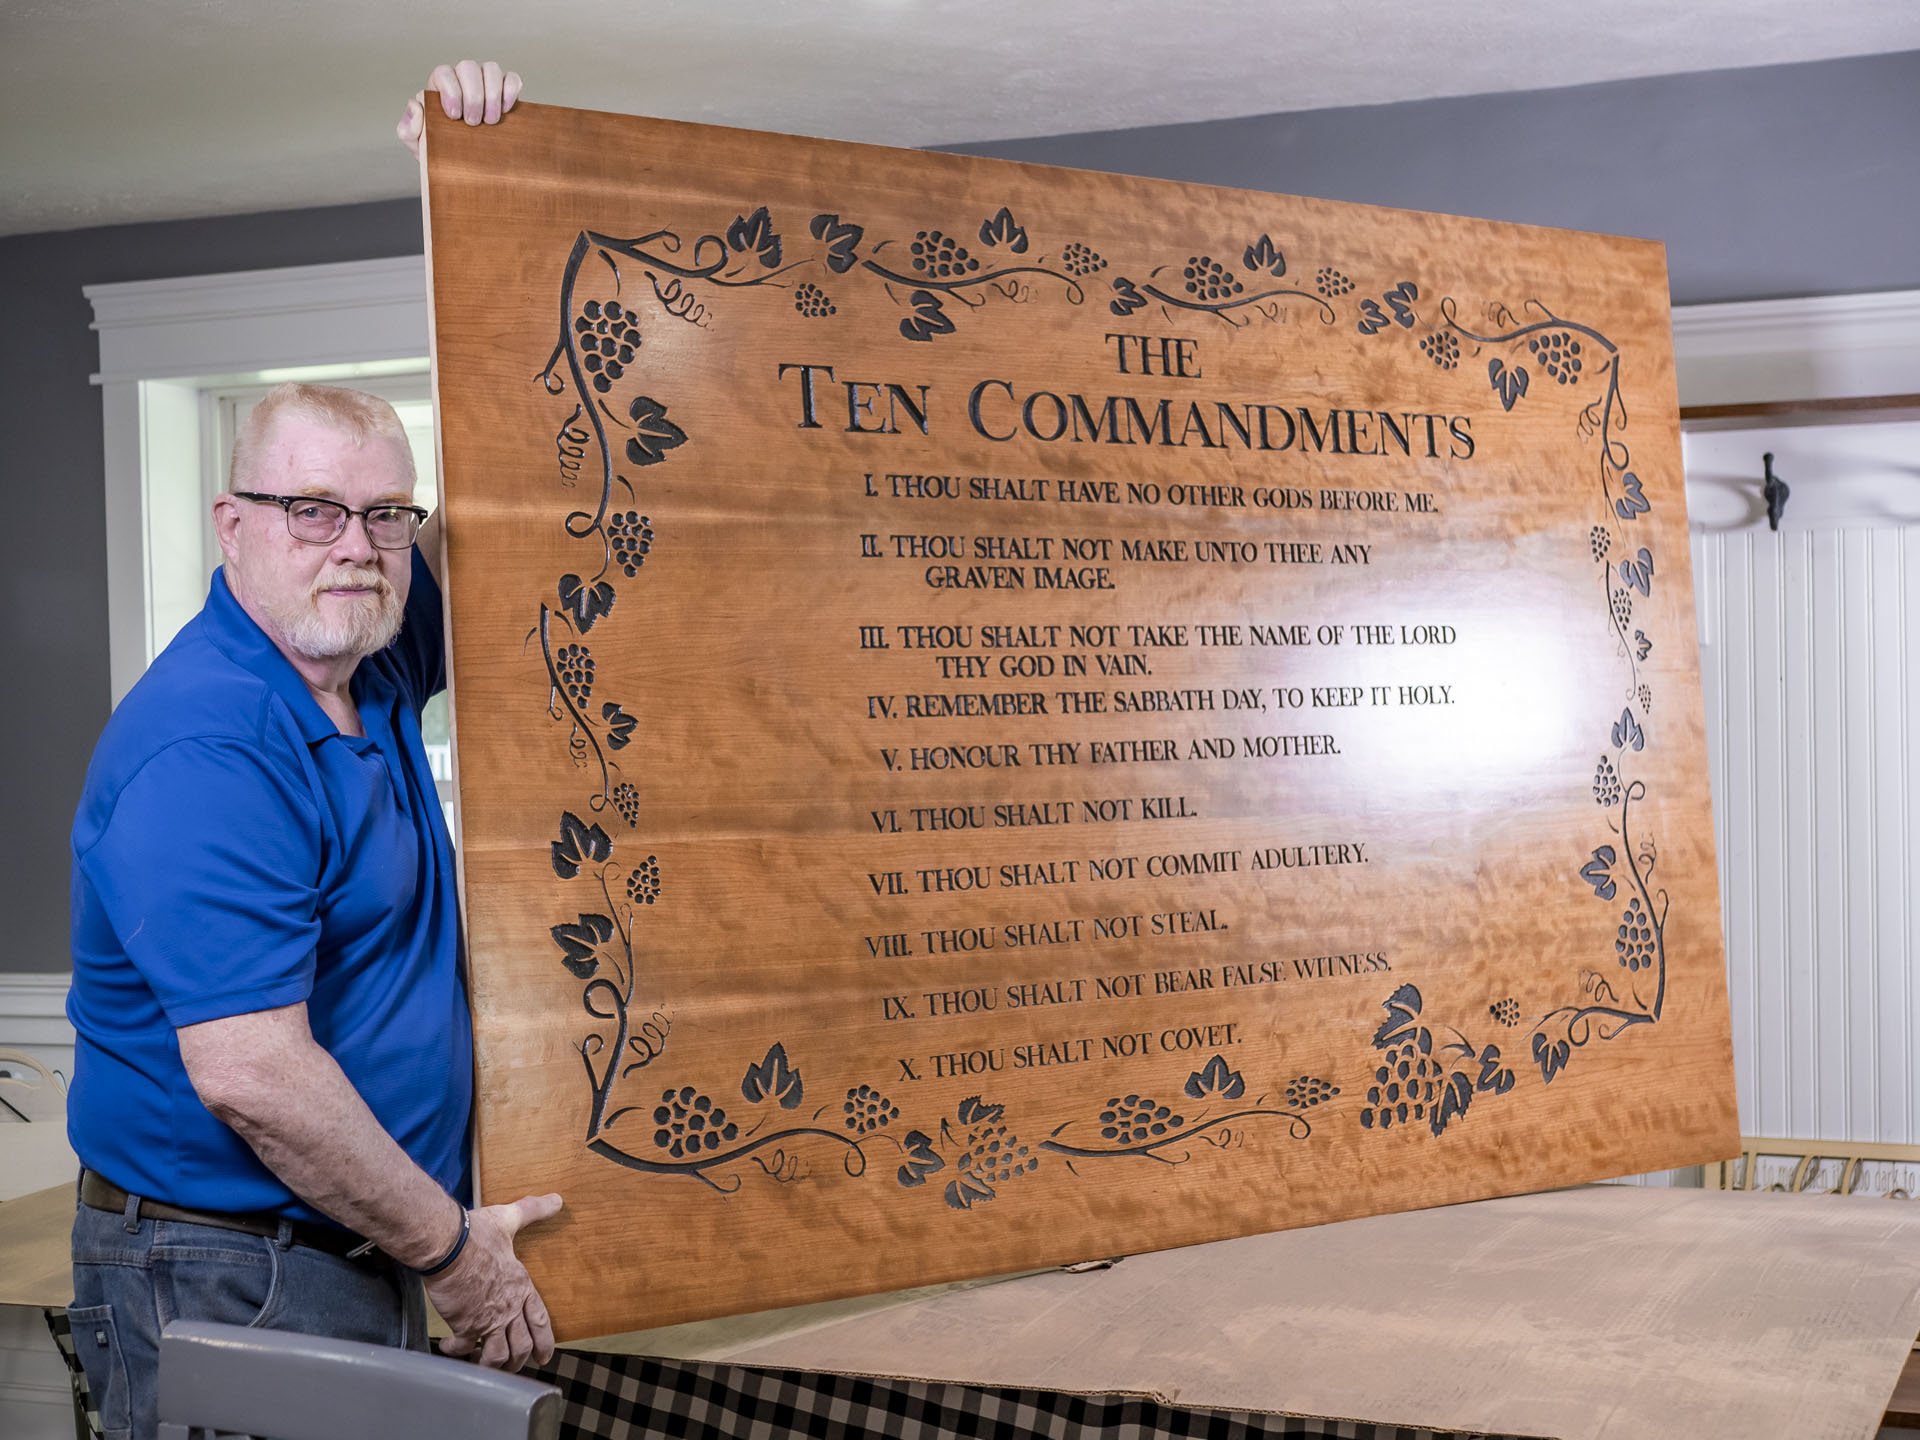 THE
TEN COMMANDMENTS
I. THOU SHALT HAVE NO OTHER GODS BEFORE ME.
II. THOU SHALT NOT MAKE UNTO THEE ANY
GRAVEN IMAGE.
III. THOU SHALT NOT TAKE THE NAME OF THE LORD
THY GOD IN VAIN.
IV. REMEMBER THE SABBATH DAY, TO KEEP IT HOLY.
V. HONOUR THY FATHER AND MOTHER.
VI. THOU SHALT NOT KILL.
VII. THOU SHALT NOT COMMIT ADULTERY.
VIII. THOU SHALT NOT STEAL.
IX. THOU SHALT NOT BEAR FALSE WITNESS.
X. THOU SHALT NOT COVET.
dark to